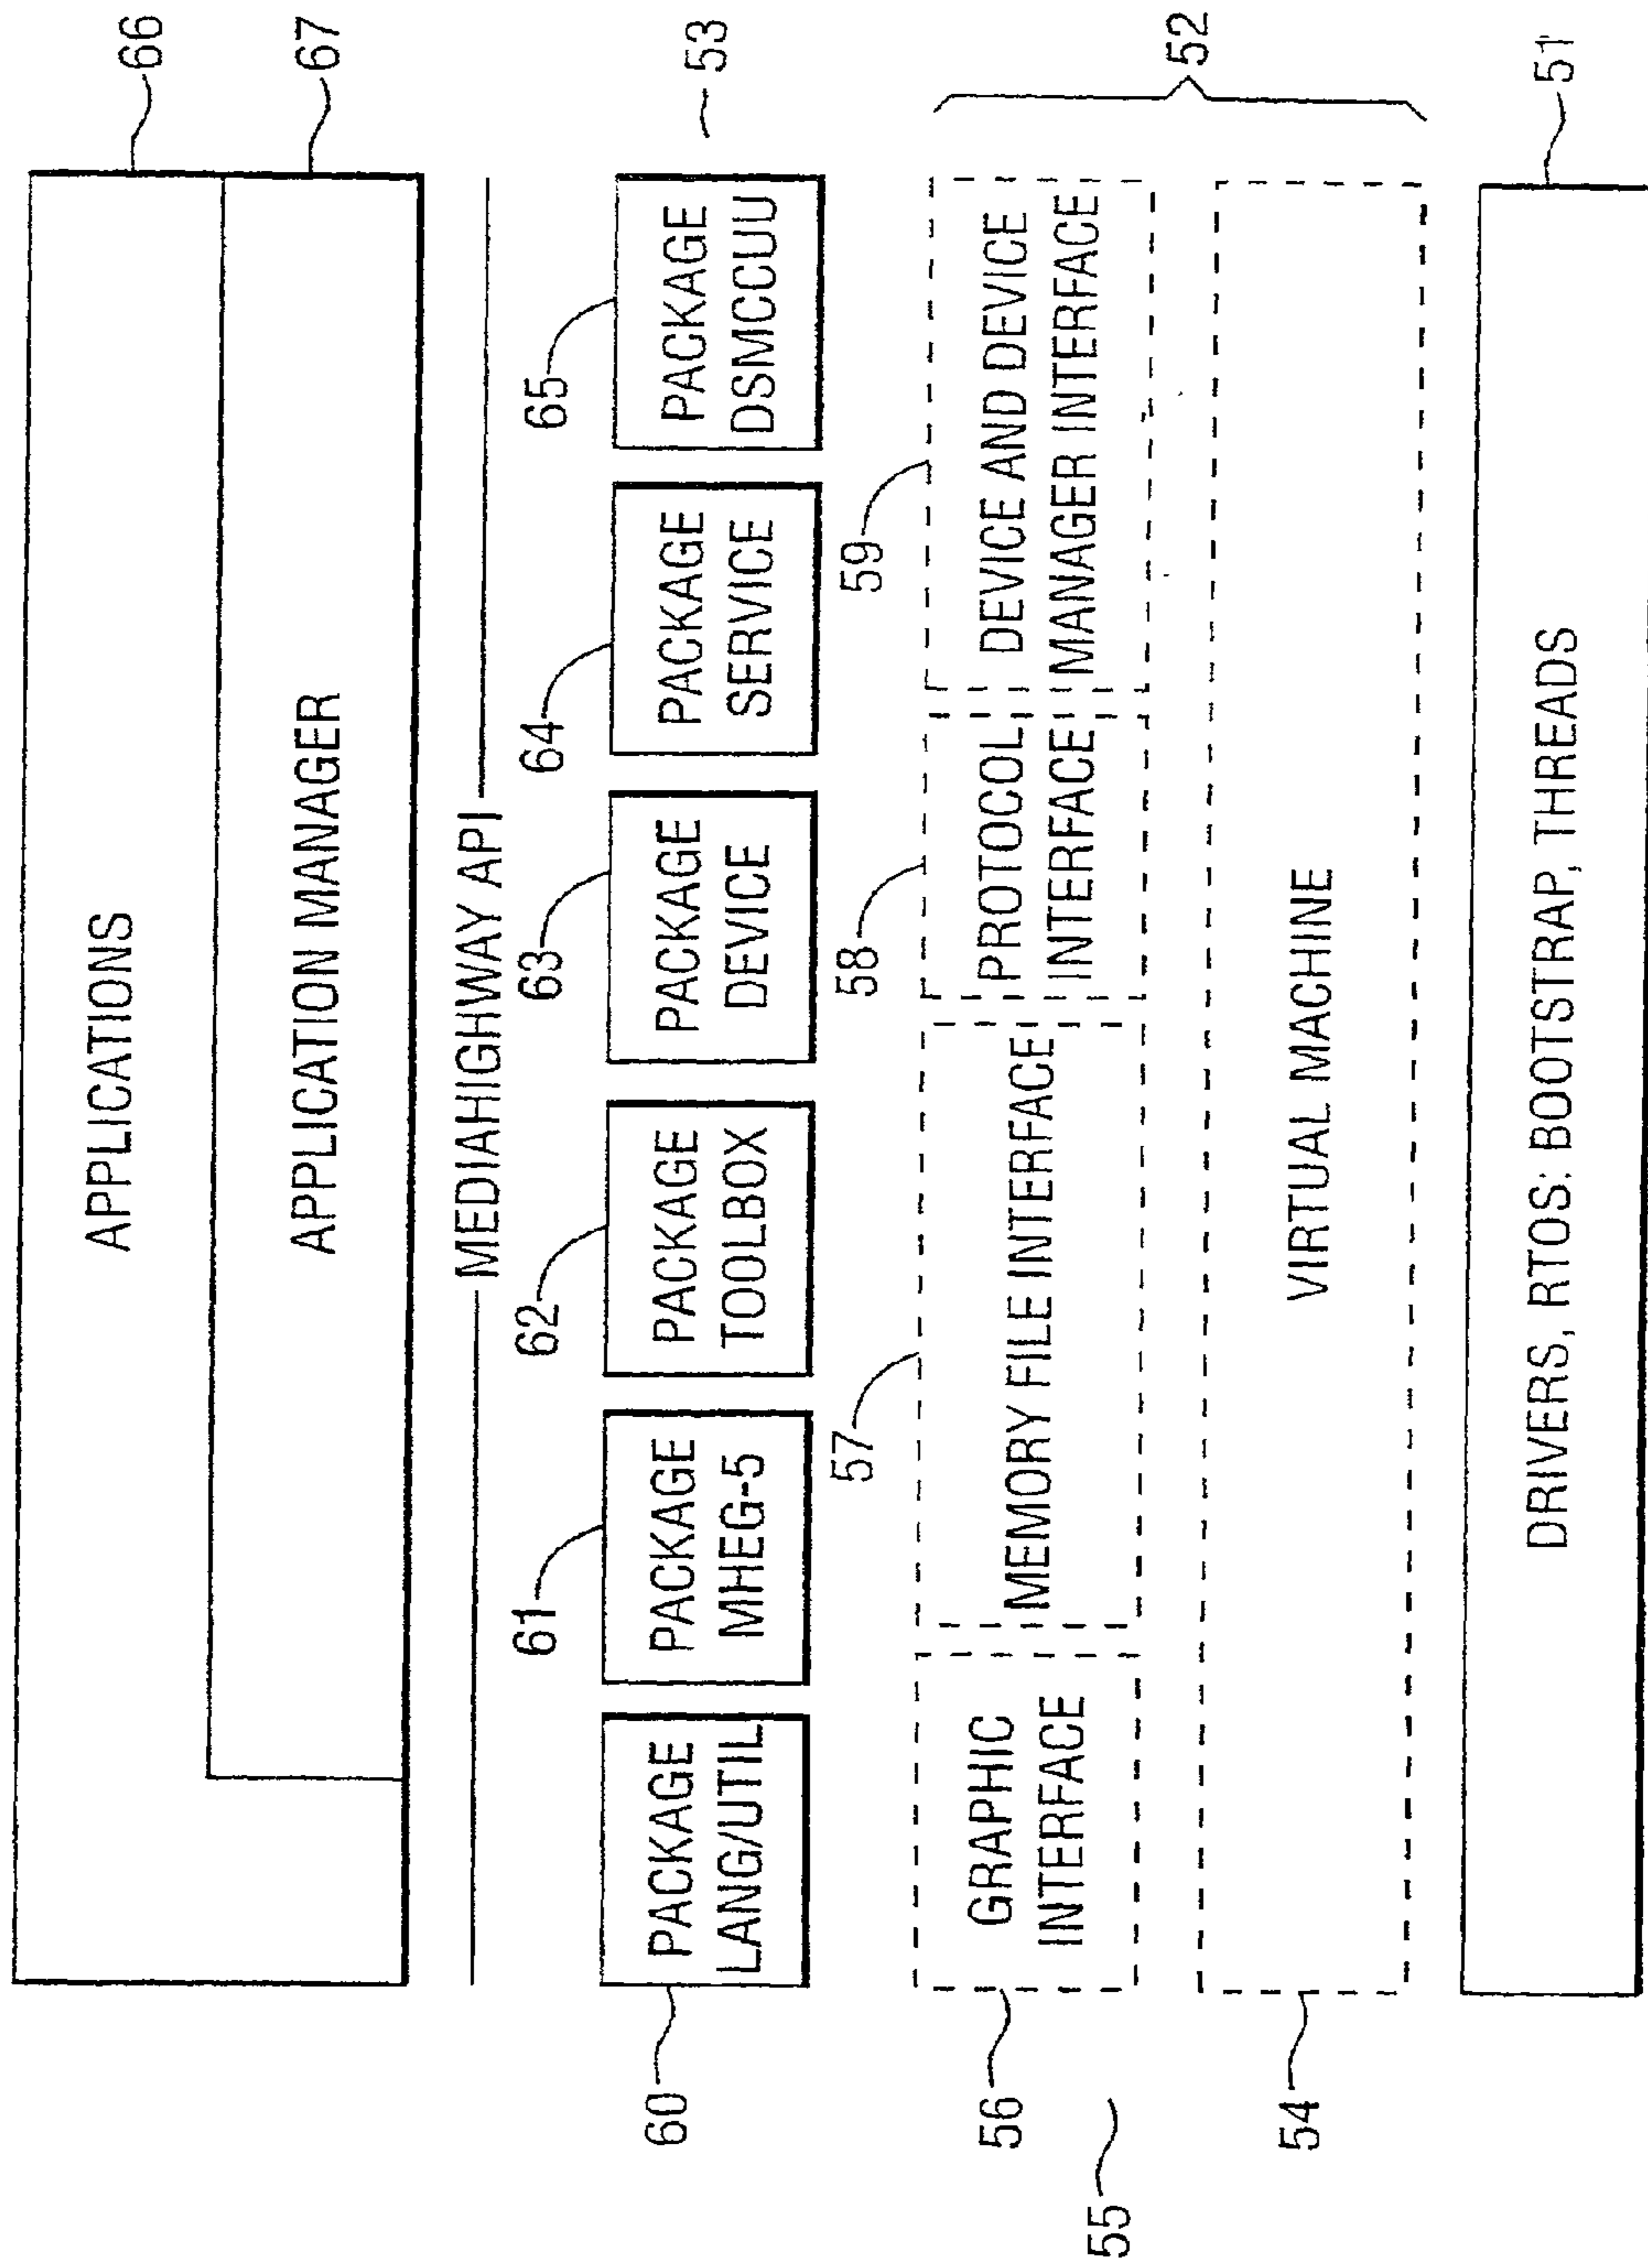 APPLICATIONS
66
APPLICATION MANAGER
67
MEDIAHIGHWAY API
53
60
PACKAGE
LANG/UTIL
61
PACKAGE
MHEG-5
62
PACKAGE
TOOLBOX
63
PACKAGE
DEVICE
64
PACKAGE
SERVICE
65
PACKAGE
DSMCCUU
55
56
GRAPHIC
INTERFACE
57
MEMORY FILE INTERFACE
58
PROTOCOL
INTERFACE
59
DEVICE AND DEVICE
MANAGER INTERFACE
52
54
VIRTUAL MACHINE
DRIVERS, RTOS: BOOTSTRAP, THREADS
51